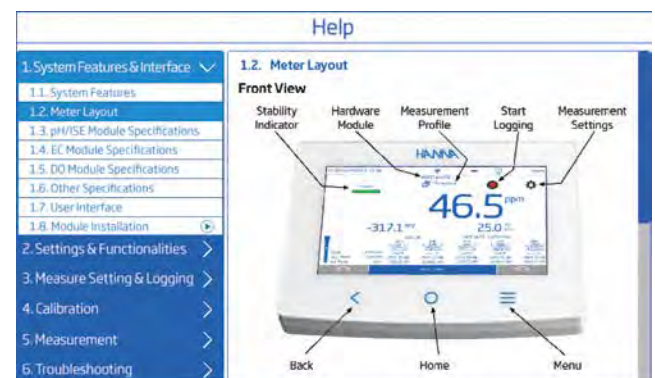 Help
1. System Features & Interface
1.1. System Features
1.2. Meter Layout
1.3. pH/ISE Module Specifications
1.4. EC Module Specifications
1.5. DO Module Specifications
1.6. Other Specifications
1.7. User Interface
1.8. Module Installation
2. Settings & Functionalities
3. Measure Setting & Logging
4. Calibration
5. Measurement
6. Troubleshooting
1.2. Meter Layout
Front View
Stability Indicator
Hardware Module
Measurement Profile
Start Logging
Measurement Settings
HANNA
46.5 ppm
-317.1 mV
25.0
Back
Home
Menu